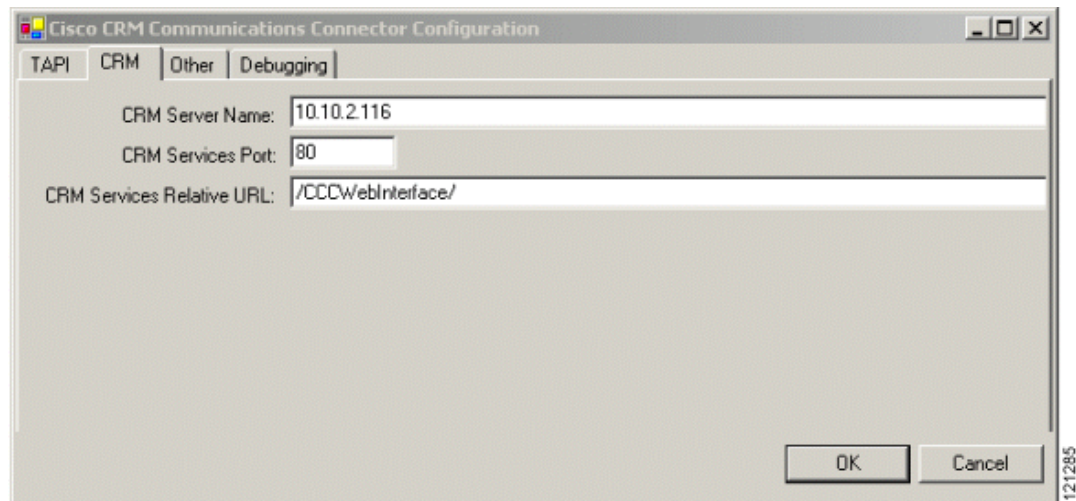 Cisco CRM Communications Connector Configuration
TAPI CRM Other Debugging
CRM Server Name: 10.10.2.116
CRM Services Port: 80
CRM Services Relative URL: /CCCWebInterface/
OK Cancel
121285